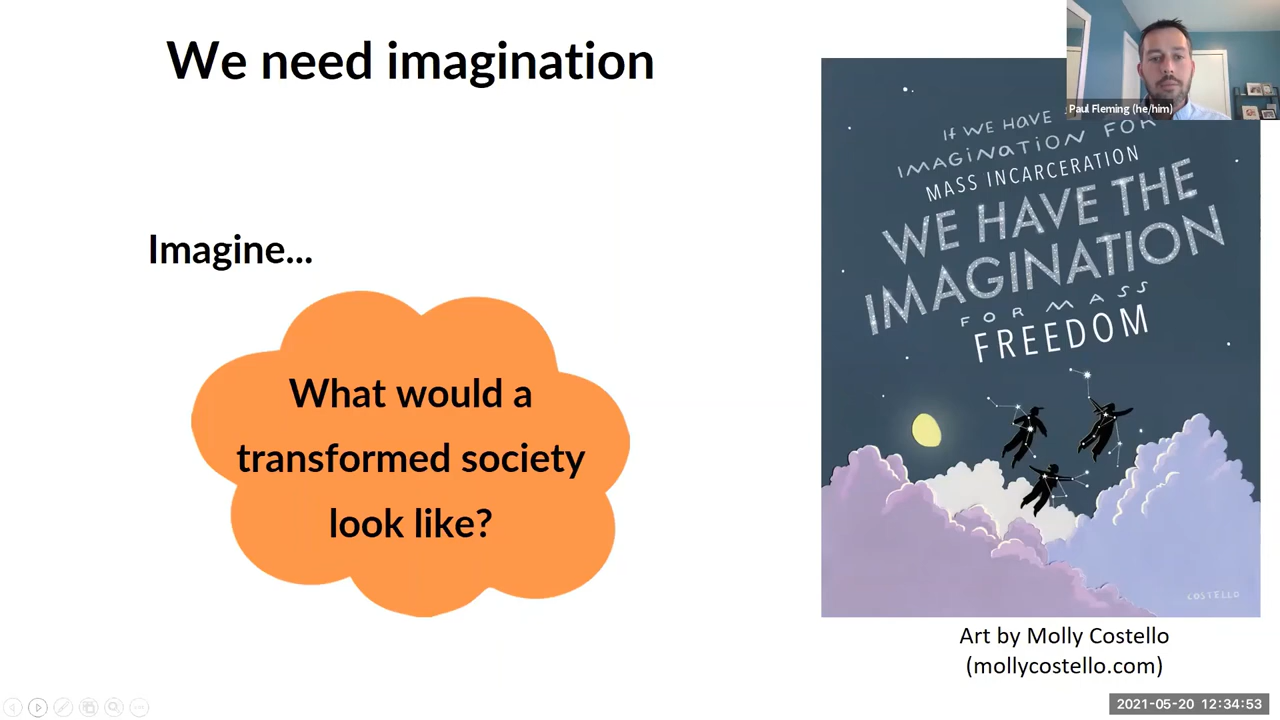 We need imagination
Imagine...
What would a
transformed society
look like?
Paul Fleming (he/him)
If WE HAVE
IMAGINATION FOR
MASS INCARCERATION
WE HAVE THE
IMAGINATION
FOR MASS
FREEDOM
COSTELLO
Art by Molly Costello
(mollycostello.com)
2021-05-20 12:34:53